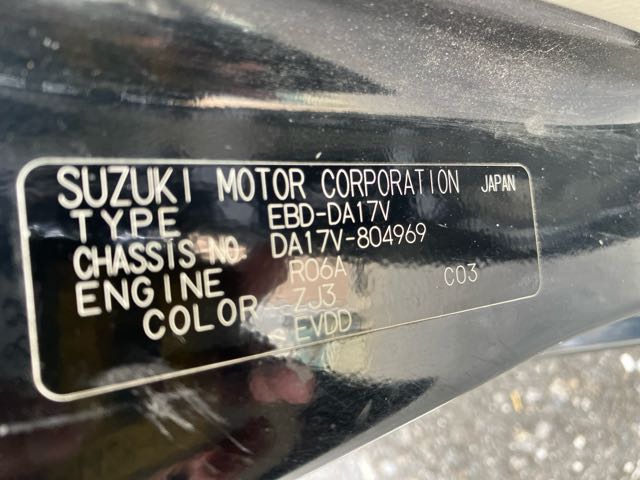 SUZUKI MOTOR CORPORATION JAPAN
TYPE EBD-DA17V
CHASSIS NO. DA17V-804969
ENGINE R06A
COLOR ZJ3 C03
EVDD